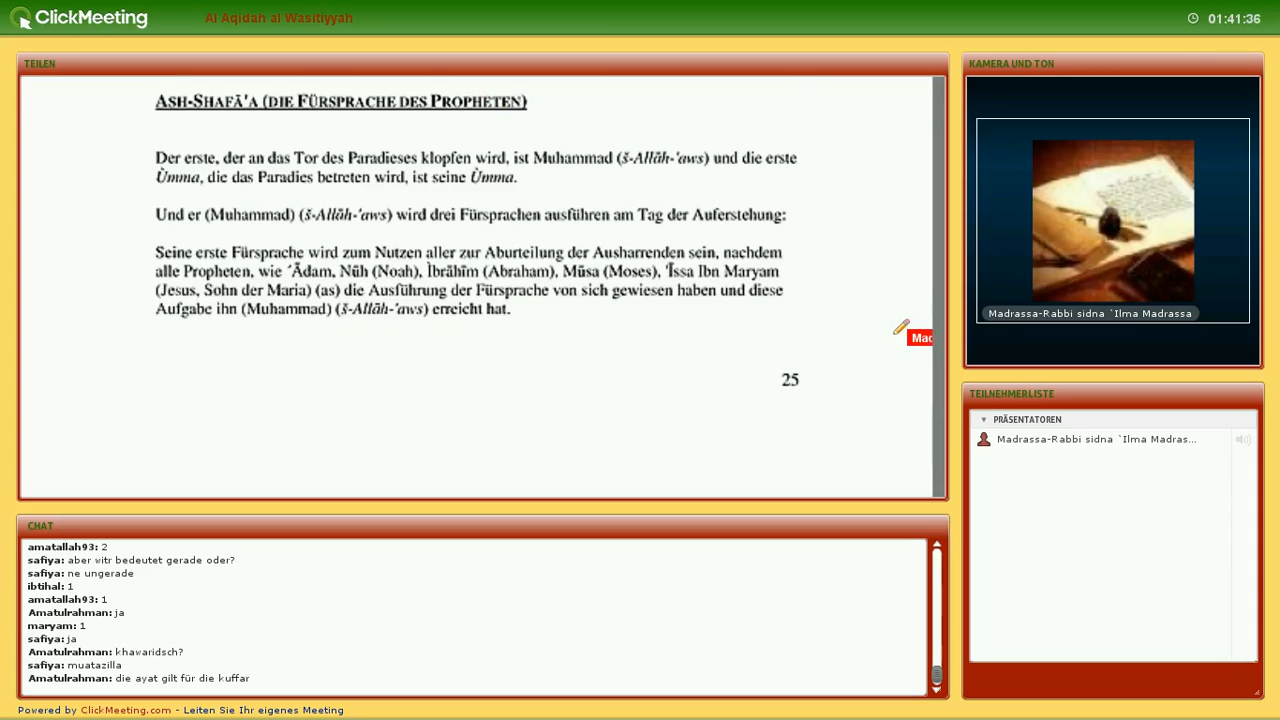 ClickMeeting
Al Aqidah al Wasitiyyah
01:41:36
TEILEN
ASH-SHAFĀ'A (DIE FÜRSPRACHE DES PROPHETEN)
Der erste, der an das Tor des Paradieses klopfen wird, ist Muhammad (š-Allāh-'aws) und die erste
Ùmma, die das Paradies betreten wird, ist seine Ùmma.
Und er (Muhammad) (š-Allāh-'aws) wird drei Fürsprachen ausführen am Tag der Auferstehung:
Seine erste Fürsprache wird zum Nutzen aller zur Aburteilung der Ausharrenden sein, nachdem
alle Propheten, wie ´Ādam, Nūh (Noah), Ìbrāhīm (Abraham), Mūsa (Moses), 'Īssa Ibn Maryam
(Jesus, Sohn der Maria) (as) die Ausführung der Fürsprache von sich gewiesen haben und diese
Aufgabe ihn (Muhammad) (š-Allāh-'aws) erreicht hat.
Mad
25
KAMERA UND TON
Madrassa-Rabbi sidna `Ilma Madrassa
TEILNEHMERLISTE
PRÄSENTATOREN
Madrassa-Rabbi sidna `Ilma Madras...
CHAT
amatallah93: 2
safiya: aber witr bedeutet gerade oder?
safiya: ne ungerade
ibtihal: 1
amatallah93: 1
Amatulrahman: ja
maryam: 1
safiya: ja
Amatulrahman: khawaridsch?
safiya: muatazilla
Amatulrahman: die ayat gilt für die kuffar
Powered by ClickMeeting.com - Leiten Sie Ihr eigenes Meeting